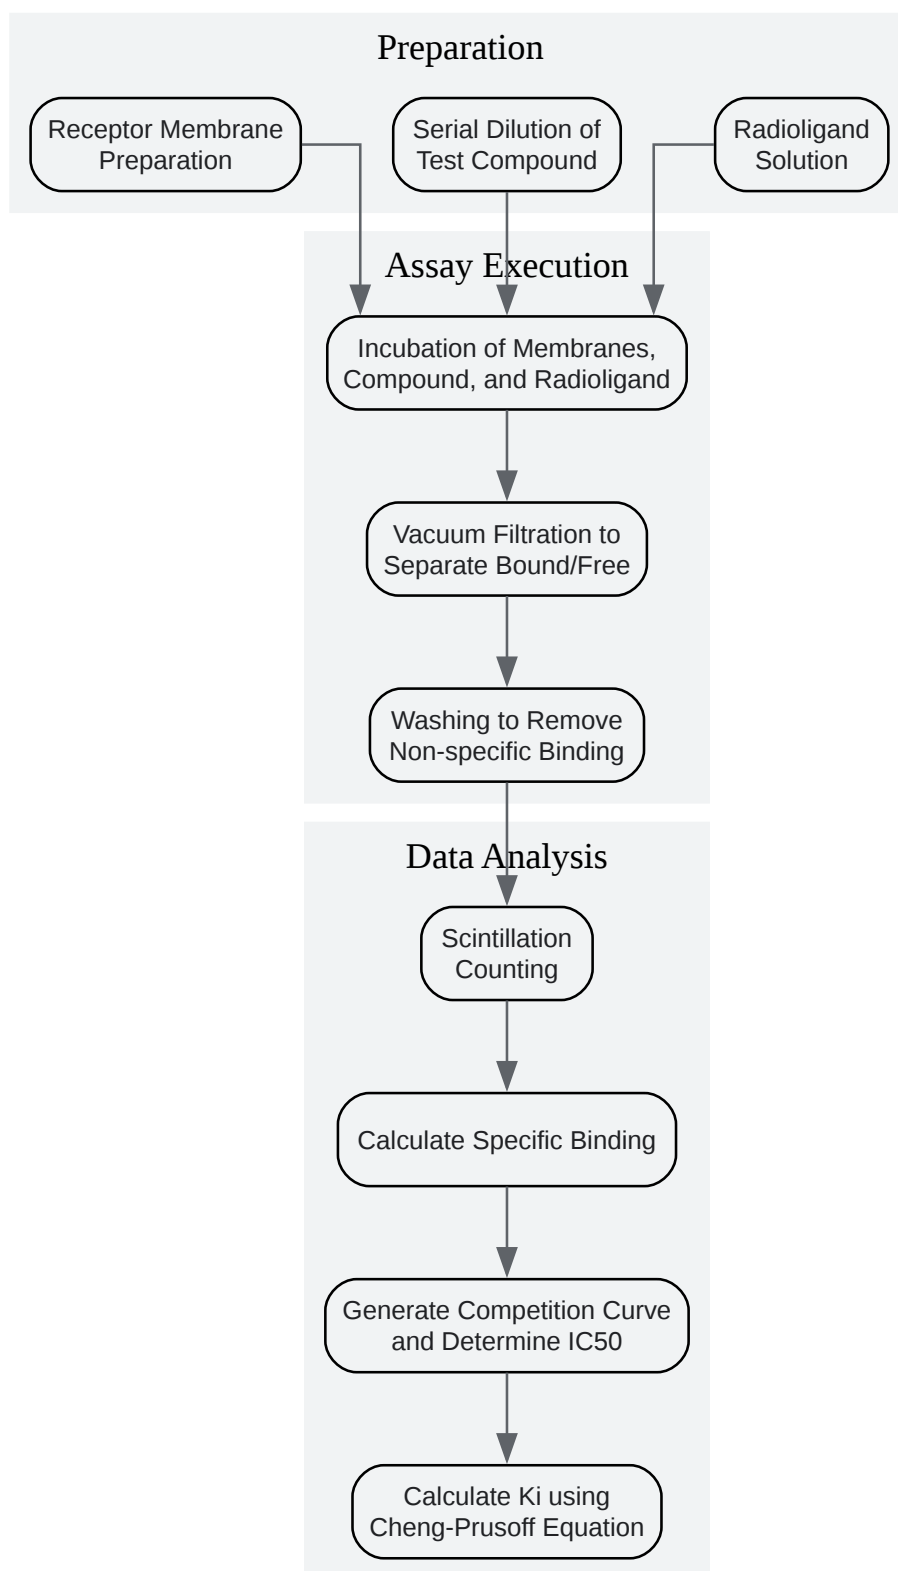 Preparation
Receptor Membrane
Preparation
Serial Dilution of
Test Compound
Radioligand
Solution
Assay Execution
Incubation of Membranes,
Compound, and Radioligand
Vacuum Filtration to
Separate Bound/Free
Washing to Remove
Non-specific Binding
Data Analysis
Scintillation
Counting
Calculate Specific Binding
Generate Competition Curve
and Determine IC50
Calculate Ki using
Cheng-Prusoff Equation